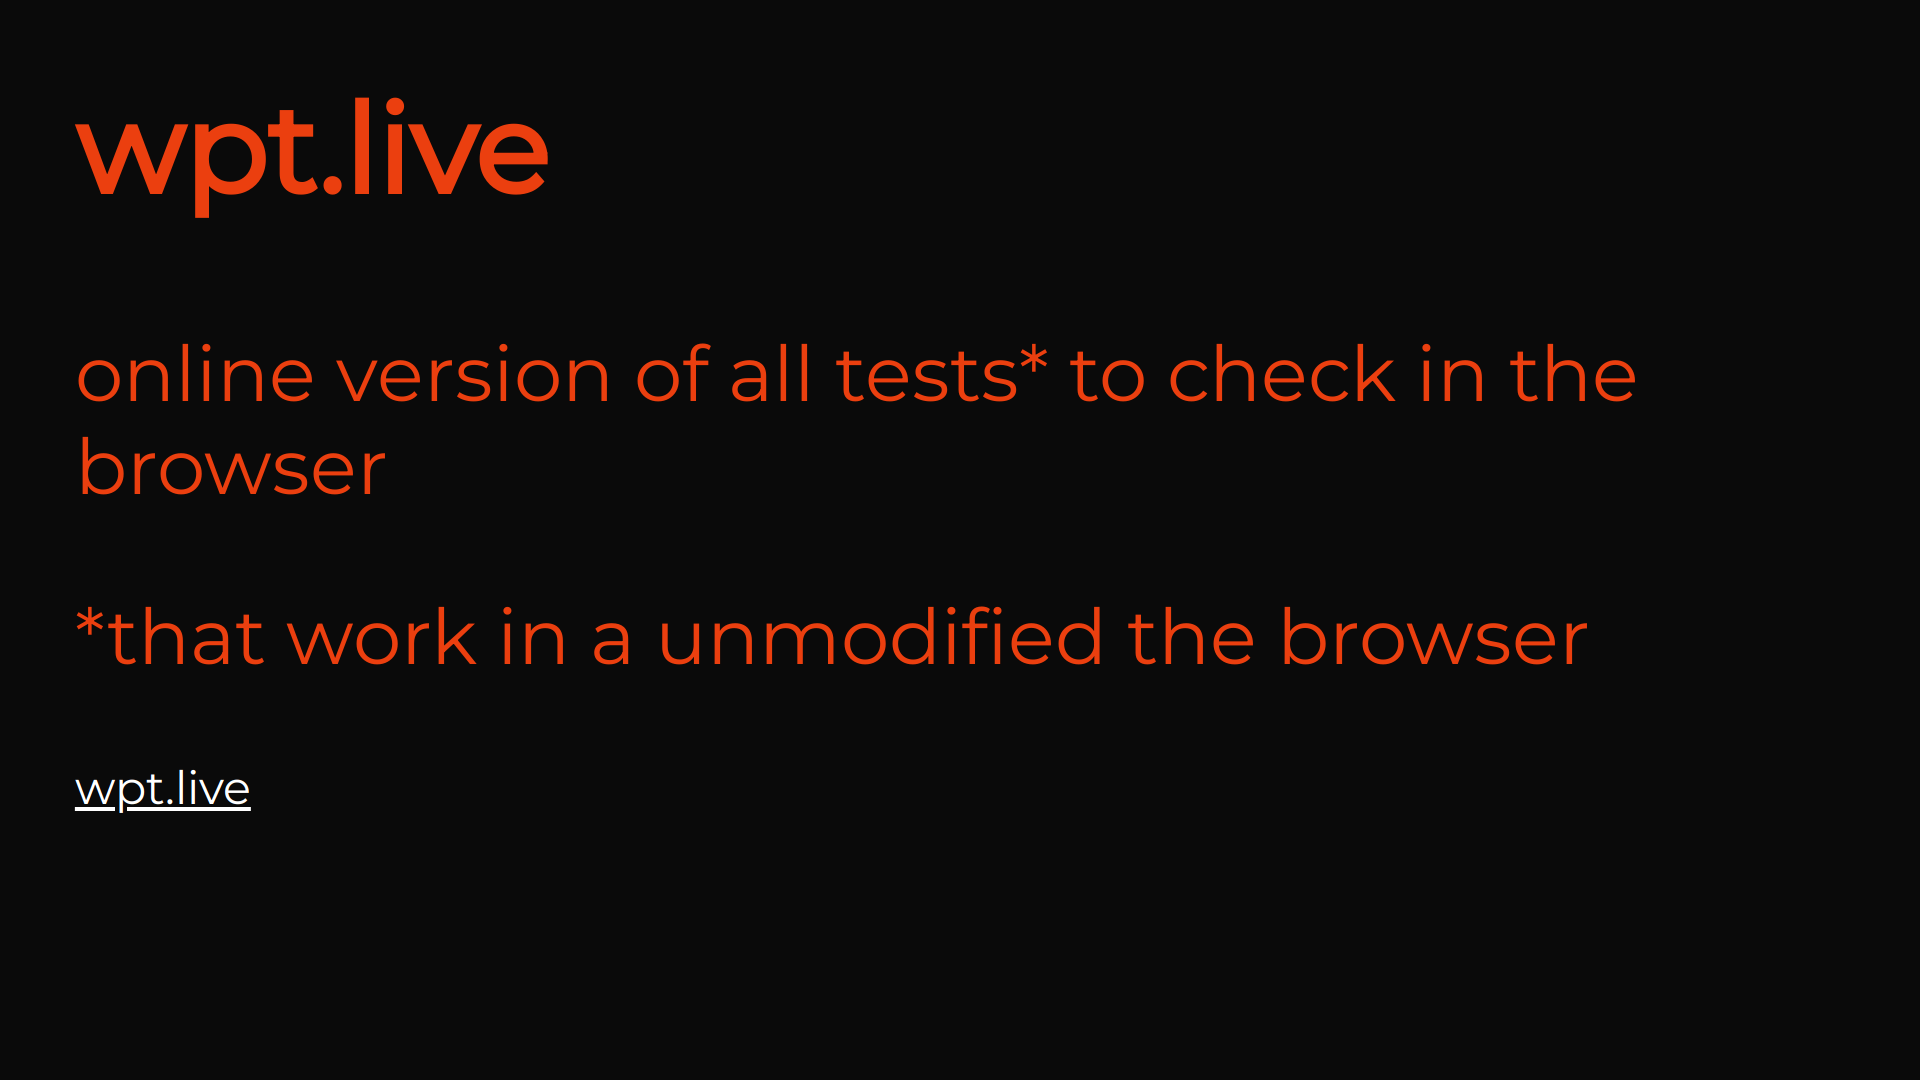 wpt.live
online version of all tests* to check in the
browser
*that work in a unmodified the browser
wpt.live